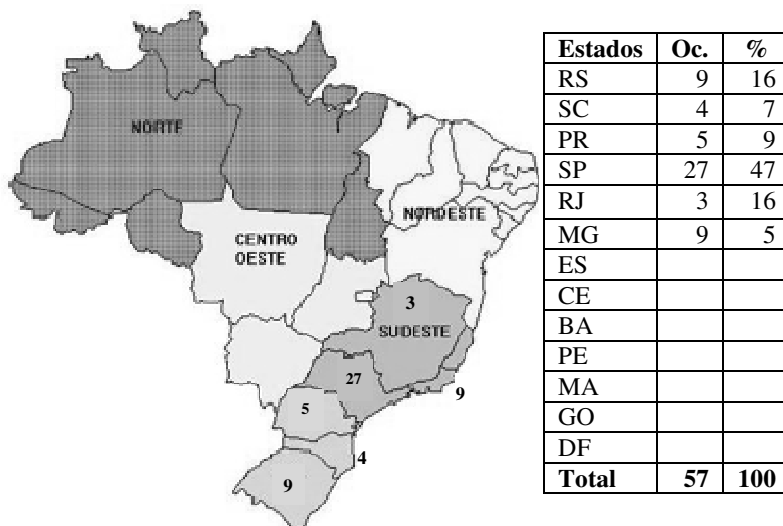 NORTE
NORDESTE
CENTRO
OESTE
3
SUDESTE
27
9
5
4
9
Estados Oc. %
RS 9 16
SC 4 7
PR 5 9
SP 27 47
RJ 3 16
MG 9 5
ES
CE
BA
PE
MA
GO
DF
Total 57 100